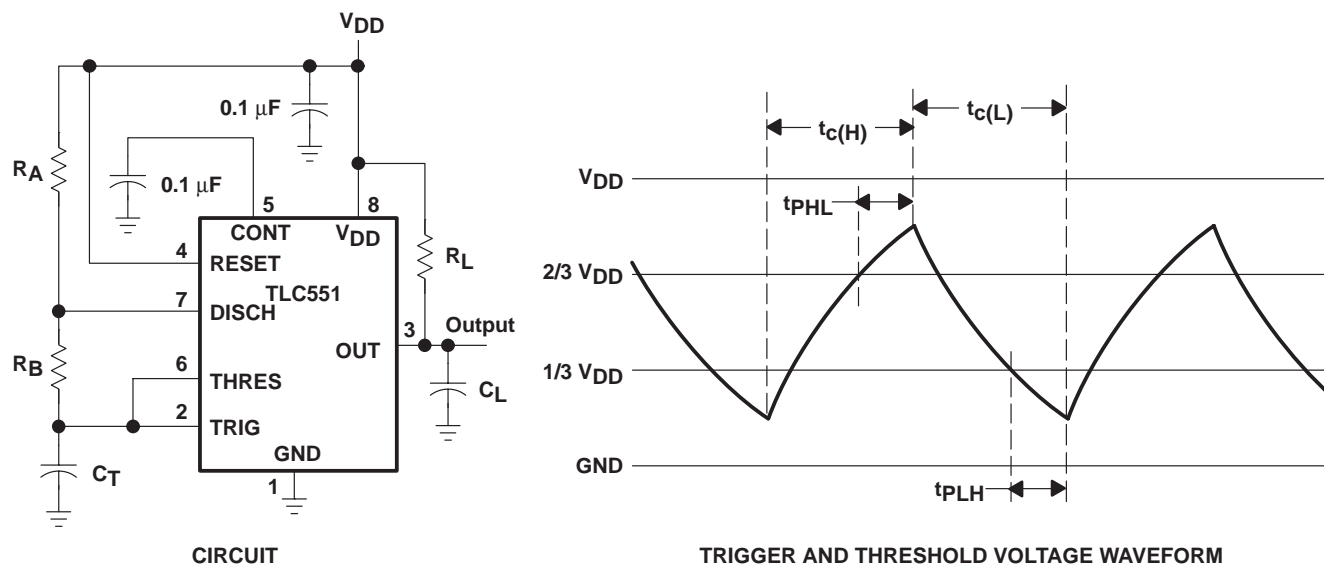 VDD
0.1 μF
0.1 μF
RA
5
8
CONT
VDD
4
RESET
RL
TLC551
7
DISCH
3
Output
OUT
RB
6
THRES
CL
2
TRIG
GND
CT
1
CIRCUIT
tc(H)
tc(L)
VDD
tPHL
2/3 VDD
1/3 VDD
GND
tPLH
TRIGGER AND THRESHOLD VOLTAGE WAVEFORM